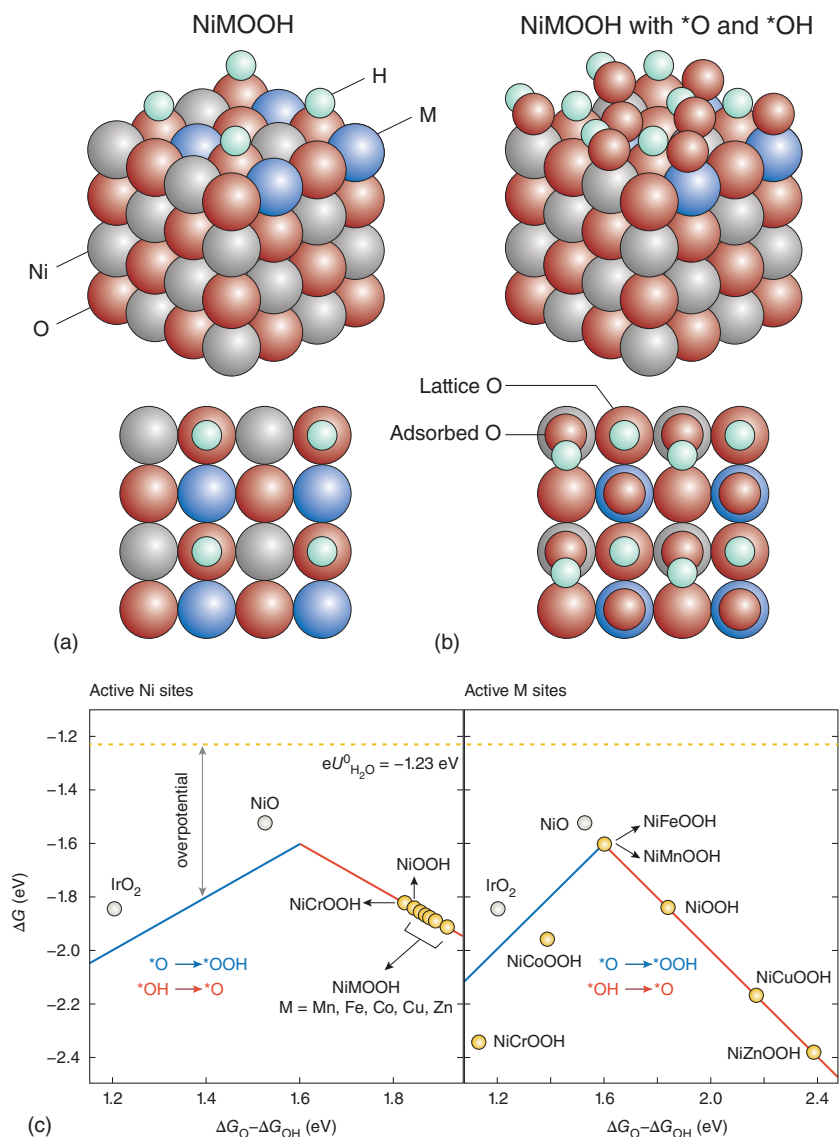 NiMOOH
NiMOOH with *O and *OH
H
M
Ni
O
Lattice O
Adsorbed O
(a)
(b)
Active Ni sites
Active M sites
−1.2
−1.4
−1.6
−1.8
−2.0
−2.2
−2.4
ΔG (eV)
eU⁰H₂O = −1.23 eV
overpotential
NiO
IrO₂
NiOOH
NiCrOOH
NiMOOH
M = Mn, Fe, Co, Cu, Zn
*O → *OOH
*OH → *O
1.2
1.4
1.6
1.8
ΔGO–ΔGOH (eV)
NiO
NiFeOOH
NiMnOOH
IrO₂
NiOOH
NiCoOOH
NiCuOOH
*O → *OOH
*OH → *O
NiCrOOH
NiZnOOH
1.2
1.6
2.0
2.4
ΔGO–ΔGOH (eV)
(c)